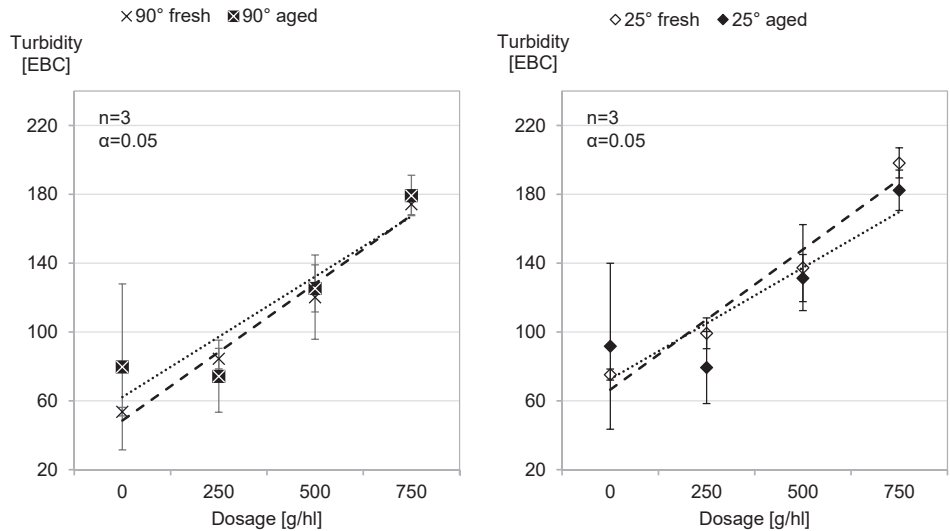 90° fresh 90° aged
Turbidity
[EBC]
n=3
α=0.05
220
180
140
100
60
20
0 250 500 750
Dosage [g/hl]
25° fresh 25° aged
Turbidity
[EBC]
n=3
α=0.05
220
180
140
100
60
20
0 250 500 750
Dosage [g/hl]